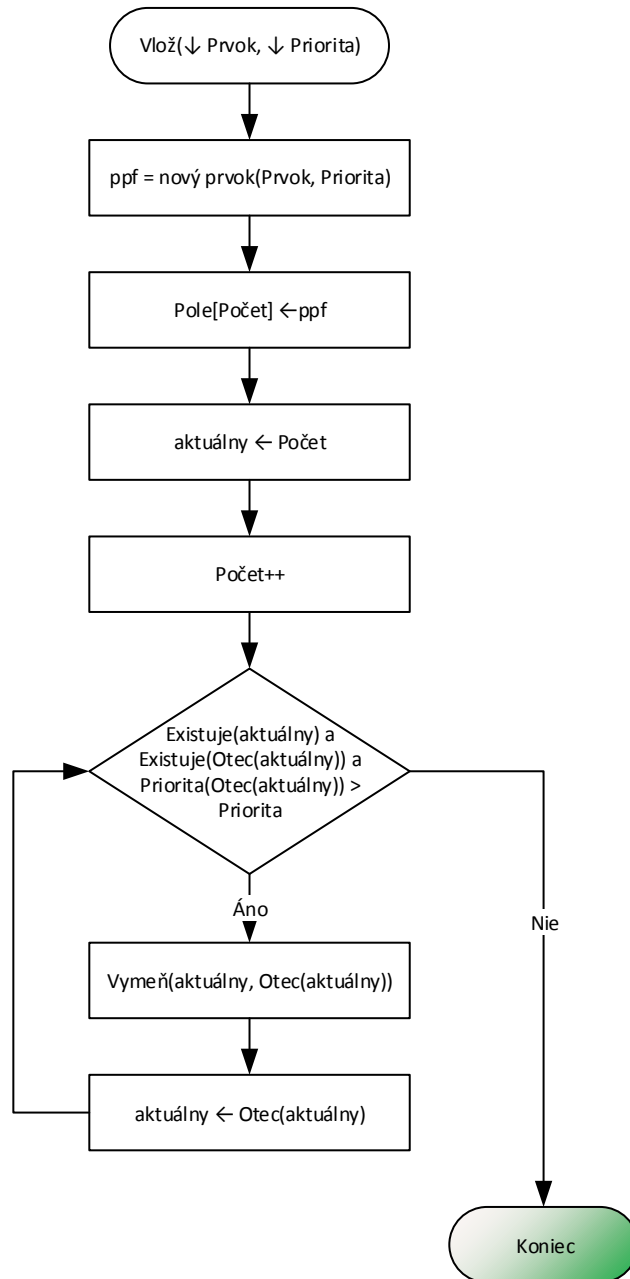 Vlož(↓ Prvok, ↓ Priorita)
ppf = nový prvok(Prvok, Priorita)
Pole[Počet] ←ppf
aktuálny ← Počet
Počet++
Existuje(aktuálny) a
Existuje(Otec(aktuálny)) a
Priorita(Otec(aktuálny)) >
Priorita
Áno
Nie
Vymeň(aktuálny, Otec(aktuálny))
aktuálny ← Otec(aktuálny)
Koniec